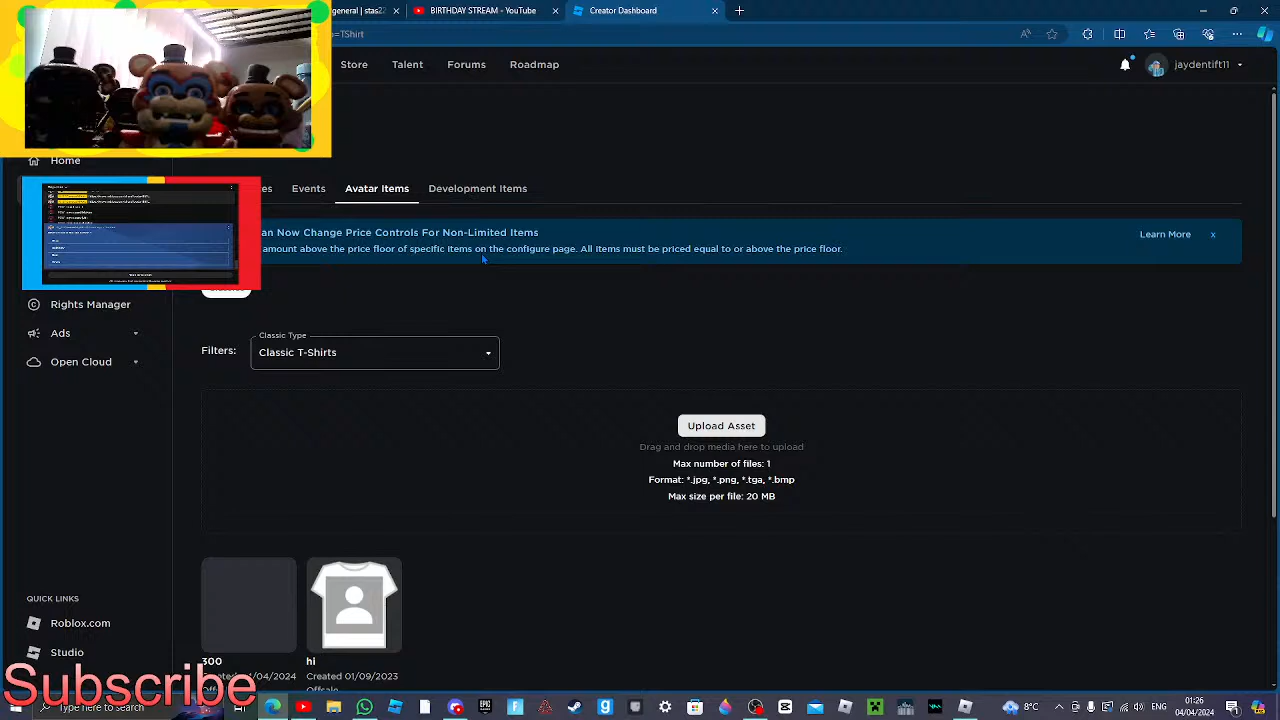 general | tas
BIRTHDAY STREAM - YouTube
Creator Dashboard
=TShirt
Store
Talent
Forums
Roadmap
jaydentift11
Home
es
Events
Avatar Items
Development Items
an Now Change Price Controls For Non-Limited Items
amount above the price floor of specific items on the configure page. All items must be priced equal to or above the price floor.
Learn More
x
Rights Manager
Ads
Open Cloud
Filters:
Classic Type
Classic T-Shirts
Upload Asset
Drag and drop media here to upload
Max number of files: 1
Format: *.jpg, *.png, *.tga, *.bmp
Max size per file: 20 MB
QUICK LINKS
Roblox.com
Studio
300
hi
/04/2024
Created 01/09/2023
Offsale
Subscribe
here to search
ENG
01:26
04/04/2024